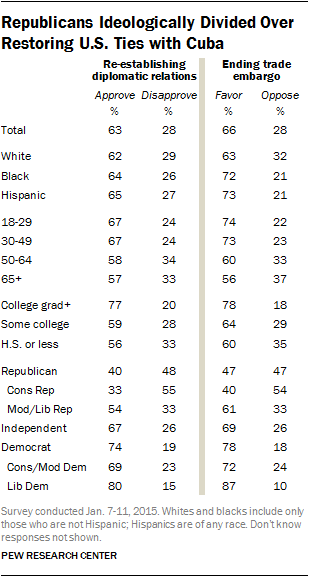 Republicans Ideologically Divided Over
Restoring U.S. Ties with Cuba
Re-establishing diplomatic relations Ending trade embargo
Approve Disapprove Favor Oppose
% % % %
Total 63 28 66 28
White 62 29 63 32
Black 64 26 72 21
Hispanic 65 27 73 21
18-29 67 24 74 22
30-49 67 24 73 23
50-64 58 34 60 33
65+ 57 33 56 37
College grad+ 77 20 78 18
Some college 59 28 64 29
H.S. or less 56 33 60 35
Republican 40 48 47 47
Cons Rep 33 55 40 54
Mod/Lib Rep 54 33 61 33
Independent 67 26 69 26
Democrat 74 19 78 18
Cons/Mod Dem 69 23 72 24
Lib Dem 80 15 87 10
Survey conducted Jan. 7-11, 2015. Whites and blacks include only
those who are not Hispanic; Hispanics are of any race. Don't know
responses not shown.
PEW RESEARCH CENTER